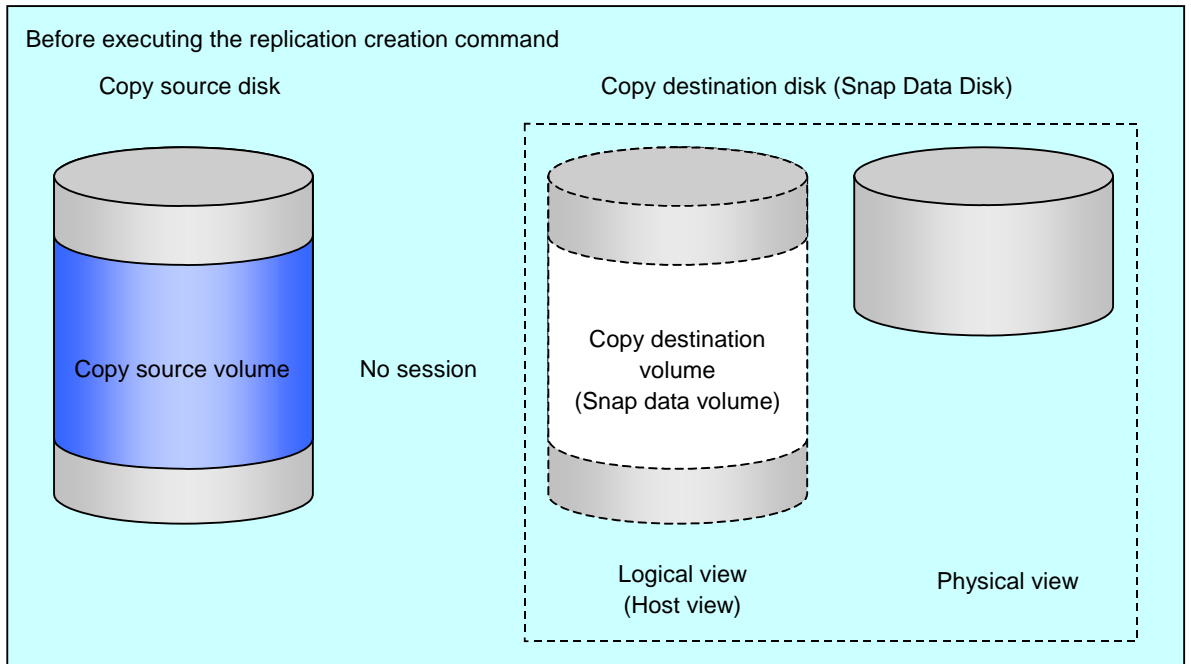 Before executing the replication creation command
Copy source disk
Copy destination disk (Snap Data Disk)
Copy source volume
No session
Copy destination
volume
(Snap data volume)
Logical view
(Host view)
Physical view